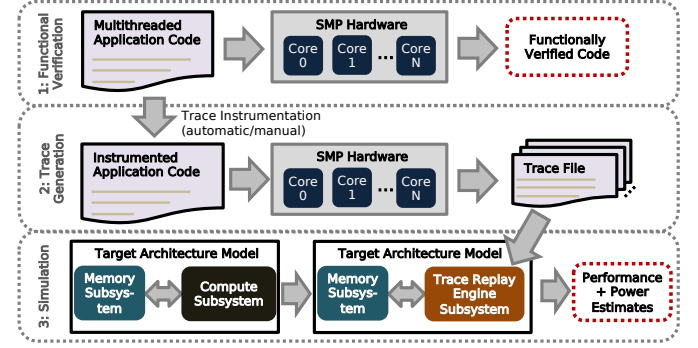 1: Functional
Verification
Multithreaded
Application Code
SMP Hardware
Core
0
Core
1
...
Core
N
Functionally
Verified Code
Trace Instrumentation
(automatic/manual)
2: Trace
Generation
Instrumented
Application Code
SMP Hardware
Core
0
Core
1
...
Core
N
Trace File
3: Simulation
Target Architecture Model
Memory
Subsys-
tem
Compute
Subsystem
Target Architecture Model
Memory
Subsys-
tem
Trace Replay
Engine
Subsystem
Performance
+ Power
Estimates